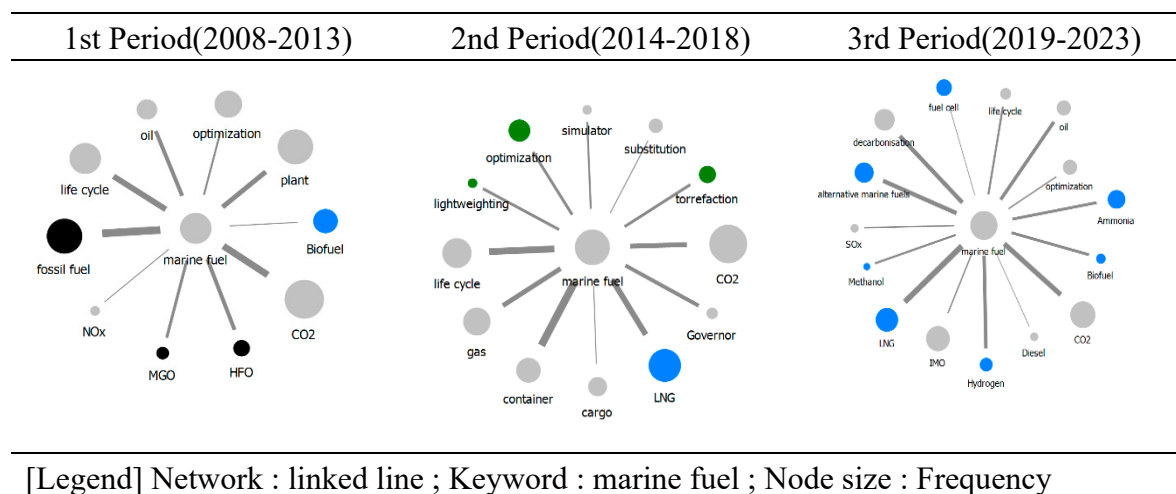 1st Period(2008-2013)
2nd Period(2014-2018)
3rd Period(2019-2023)
oil
optimization
life cycle
plant
fossil fuel
Biofuel
marine fuel
NOx
CO2
MGO
HFO
simulator
substitution
optimization
lightweighting
torrefaction
life cycle
marine fuel
CO2
gas
Governor
container
cargo
LNG
fuel cell
life cycle
oil
decarbonisation
optimization
alternative marine fuels
Ammonia
SOx
marine fuel
Methanol
Biofuel
LNG
IMO
Hydrogen
Diesel
CO2
[Legend] Network : linked line ; Keyword : marine fuel ; Node size : Frequency